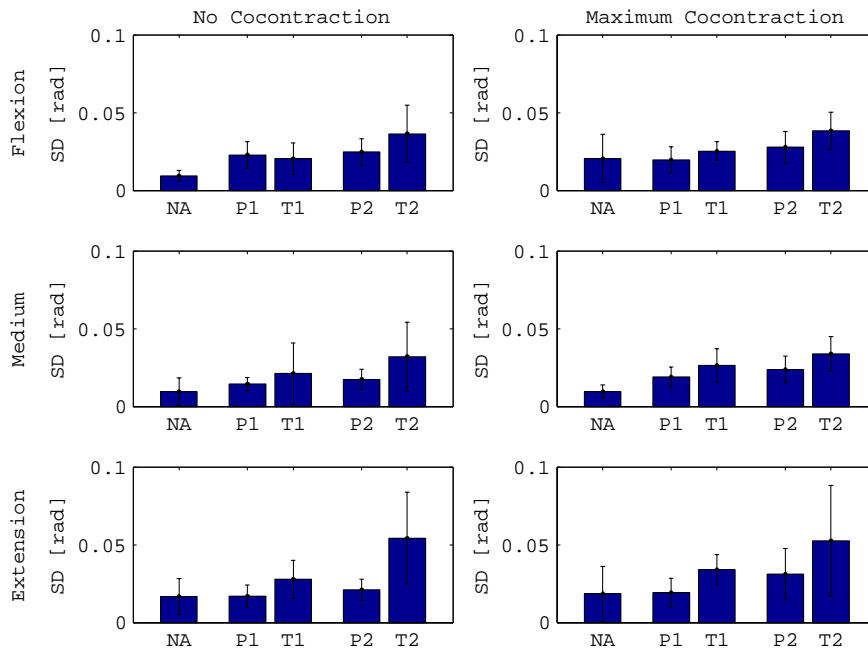 No Cocontraction
Maximum Cocontraction
Flexion
SD [rad]
0.1
0.05
0
NA P1 T1 P2 T2
SD [rad]
0.1
0.05
0
NA P1 T1 P2 T2
Medium
SD [rad]
0.1
0.05
0
NA P1 T1 P2 T2
SD [rad]
0.1
0.05
0
NA P1 T1 P2 T2
Extension
SD [rad]
0.1
0.05
0
NA P1 T1 P2 T2
SD [rad]
0.1
0.05
0
NA P1 T1 P2 T2